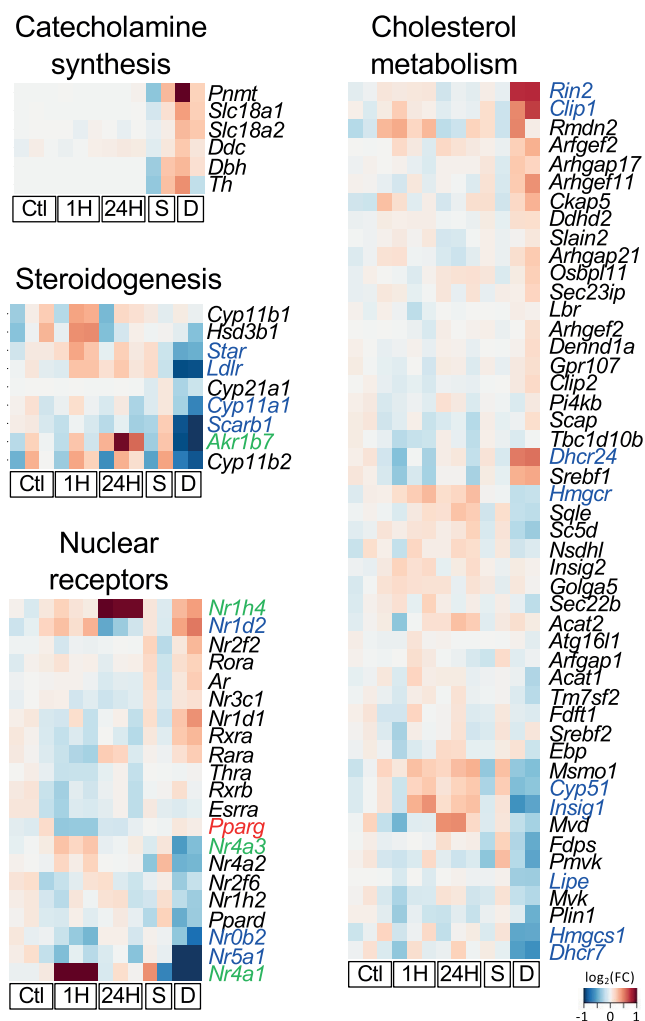 Catecholamine
synthesis
Pnmt
Slc18a1
Slc18a2
Ddc
Dbh
Th
Ctl 1H 24H S D
Steroidogenesis
Cyp11b1
Hsd3b1
Star
Ldlr
Cyp21a1
Cyp11a1
Scarb1
Akr1b7
Cyp11b2
Ctl 1H 24H S D
Nuclear
receptors
Nr1h4
Nr1d2
Nr2f2
Rora
Ar
Nr3c1
Nr1d1
Rxra
Rara
Thra
Rxrb
Esrra
Pparg
Nr4a3
Nr4a2
Nr2f6
Nr1h2
Ppard
Nr0b2
Nr5a1
Nr4a1
Ctl 1H 24H S D
Cholesterol
metabolism
Rin2
Clip1
Rmdn2
Arfgef2
Arhgap17
Arhgef11
Ckap5
Ddhd2
Slain2
Arhgap21
Osbpl11
Sec23ip
Lbr
Arhgef2
Dennd1a
Gpr107
Clip2
Pi4kb
Scap
Tbc1d10b
Dhcr24
Srebf1
Hmgcr
Sqle
Sc5d
Nsdhl
Insig2
Golga5
Sec22b
Acat2
Atg16l1
Arfgap1
Acat1
Tm7sf2
Fdft1
Srebf2
Ebp
Msmo1
Cyp51
Insig1
Mvd
Fdps
Pmvk
Lipe
Mvk
Plin1
Hmgcs1
Dhcr7
Ctl 1H 24H S D
log2(FC)
-1 0 1